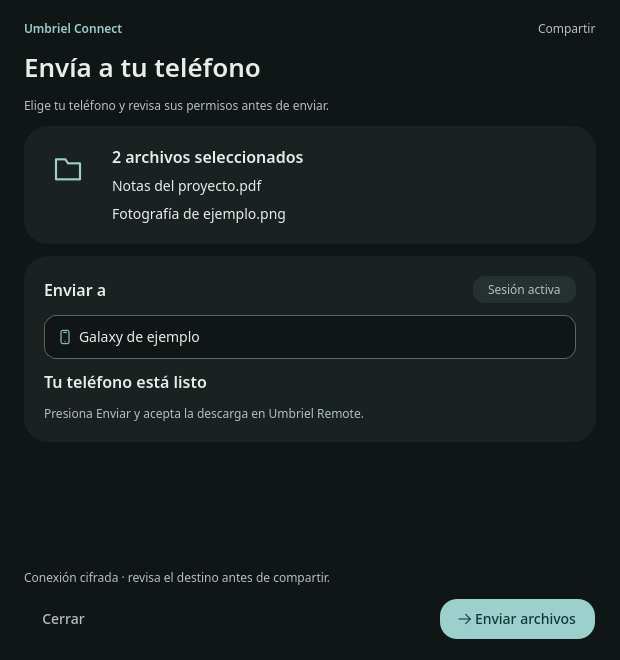 Umbriel Connect
Compartir
Envía a tu teléfono
Elige tu teléfono y revisa sus permisos antes de enviar.
2 archivos seleccionados
Notas del proyecto.pdf
Fotografía de ejemplo.png
Enviar a
Sesión activa
Galaxy de ejemplo
Tu teléfono está listo
Presiona Enviar y acepta la descarga en Umbriel Remote.
Conexión cifrada · revisa el destino antes de compartir.
Cerrar
Enviar archivos